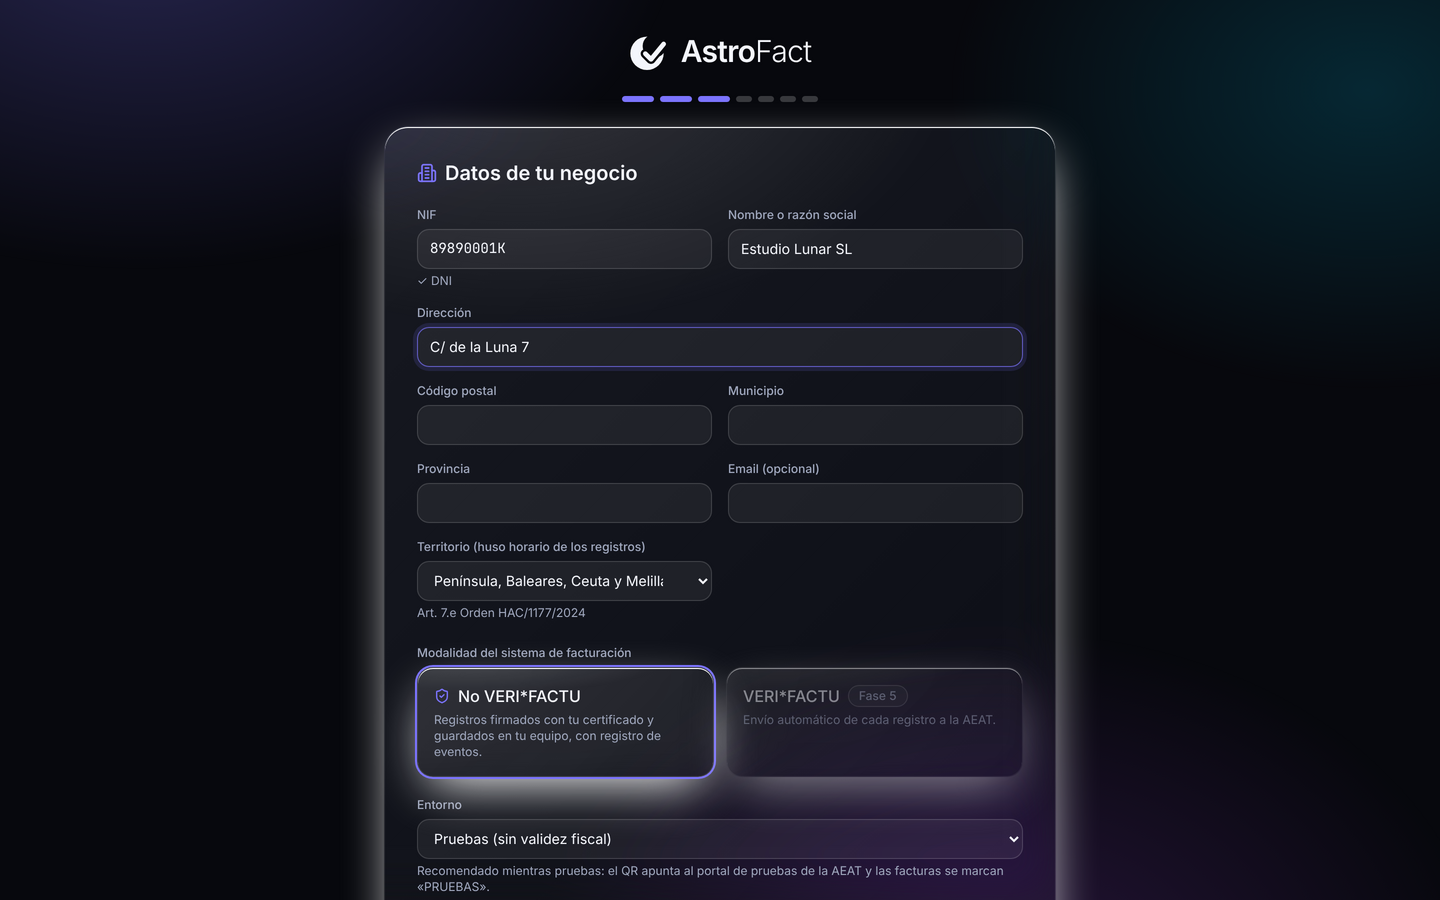 AstroFact
Datos de tu negocio
NIF
Nombre o razón social
89890001K
Estudio Lunar SL
✓ DNI
Dirección
C/ de la Luna 7
Código postal
Municipio
Provincia
Email (opcional)
Territorio (huso horario de los registros)
Península, Baleares, Ceuta y Melilla
Art. 7.e Orden HAC/1177/2024
Modalidad del sistema de facturación
No VERI*FACTU
Registros firmados con tu certificado y
guardados en tu equipo, con registro de
eventos.
VERI*FACTU
Fase 5
Envío automático de cada registro a la AEAT.
Entorno
Pruebas (sin validez fiscal)
Recomendado mientras pruebas: el QR apunta al portal de pruebas de la AEAT y las facturas se marcan
«PRUEBAS».